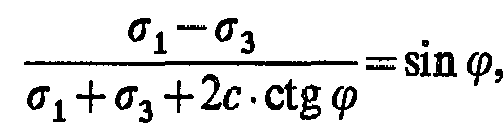 σ₁ − σ₃
σ₁ + σ₃ + 2c · ctg φ = sin φ,